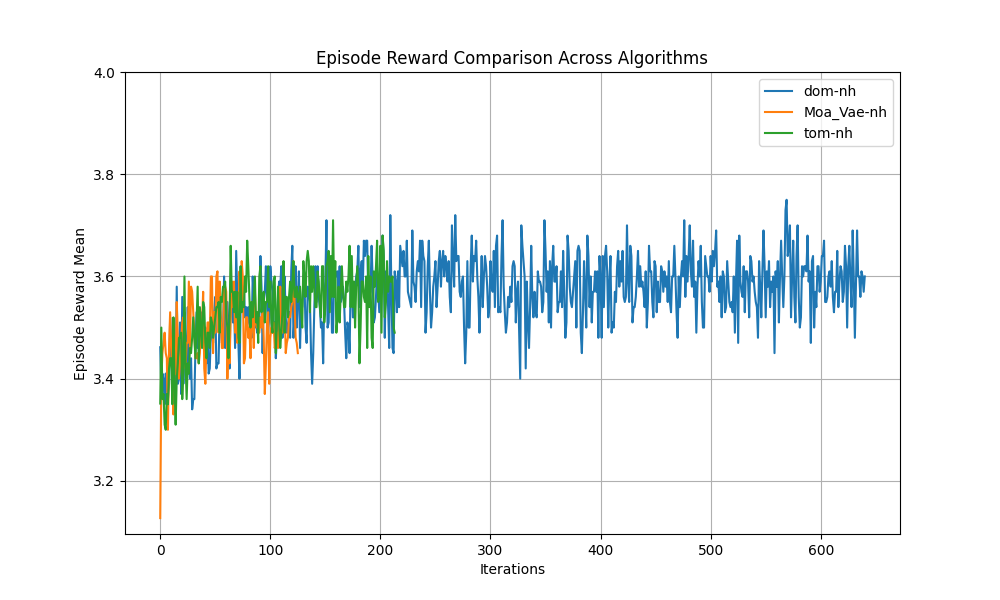 Episode Reward Comparison Across Algorithms
dom-nh
Moa_Vae-nh
tom-nh
Episode Reward Mean
4.0
3.8
3.6
3.4
3.2
0
100
200
300
400
500
600
Iterations